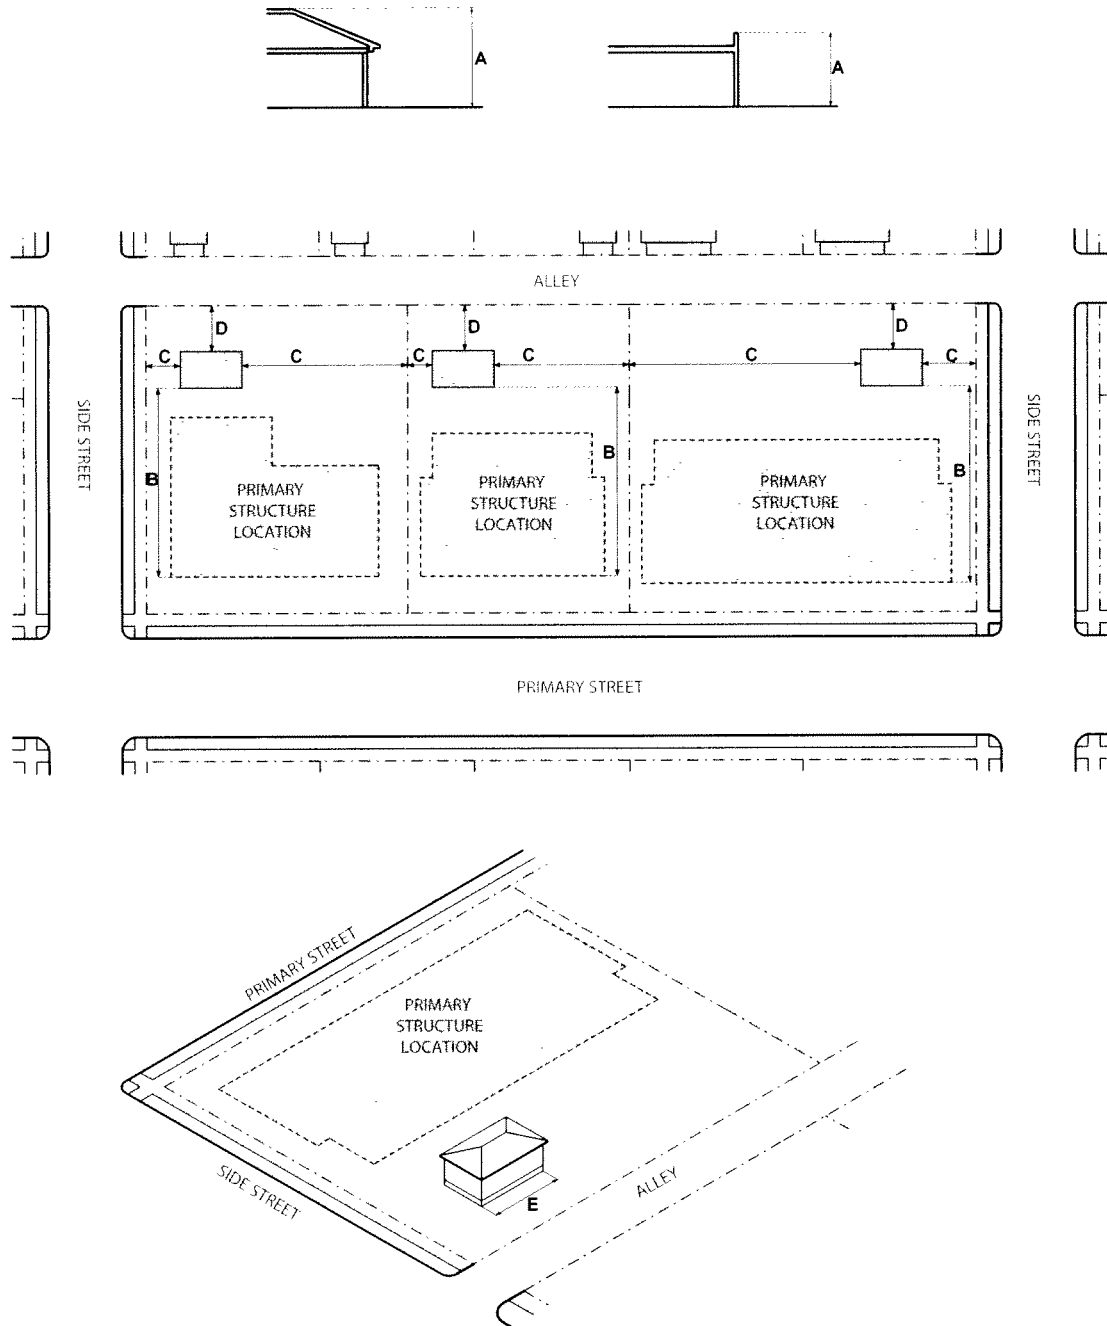 A
A
ALLEY
D
D
D
C
C
C
C
C
C
SIDE STREET
SIDE STREET
B
B
B
PRIMARY
STRUCTURE
LOCATION
PRIMARY
STRUCTURE
LOCATION
PRIMARY
STRUCTURE
LOCATION
PRIMARY STREET
PRIMARY STREET
PRIMARY
STRUCTURE
LOCATION
SIDE STREET
ALLEY
E